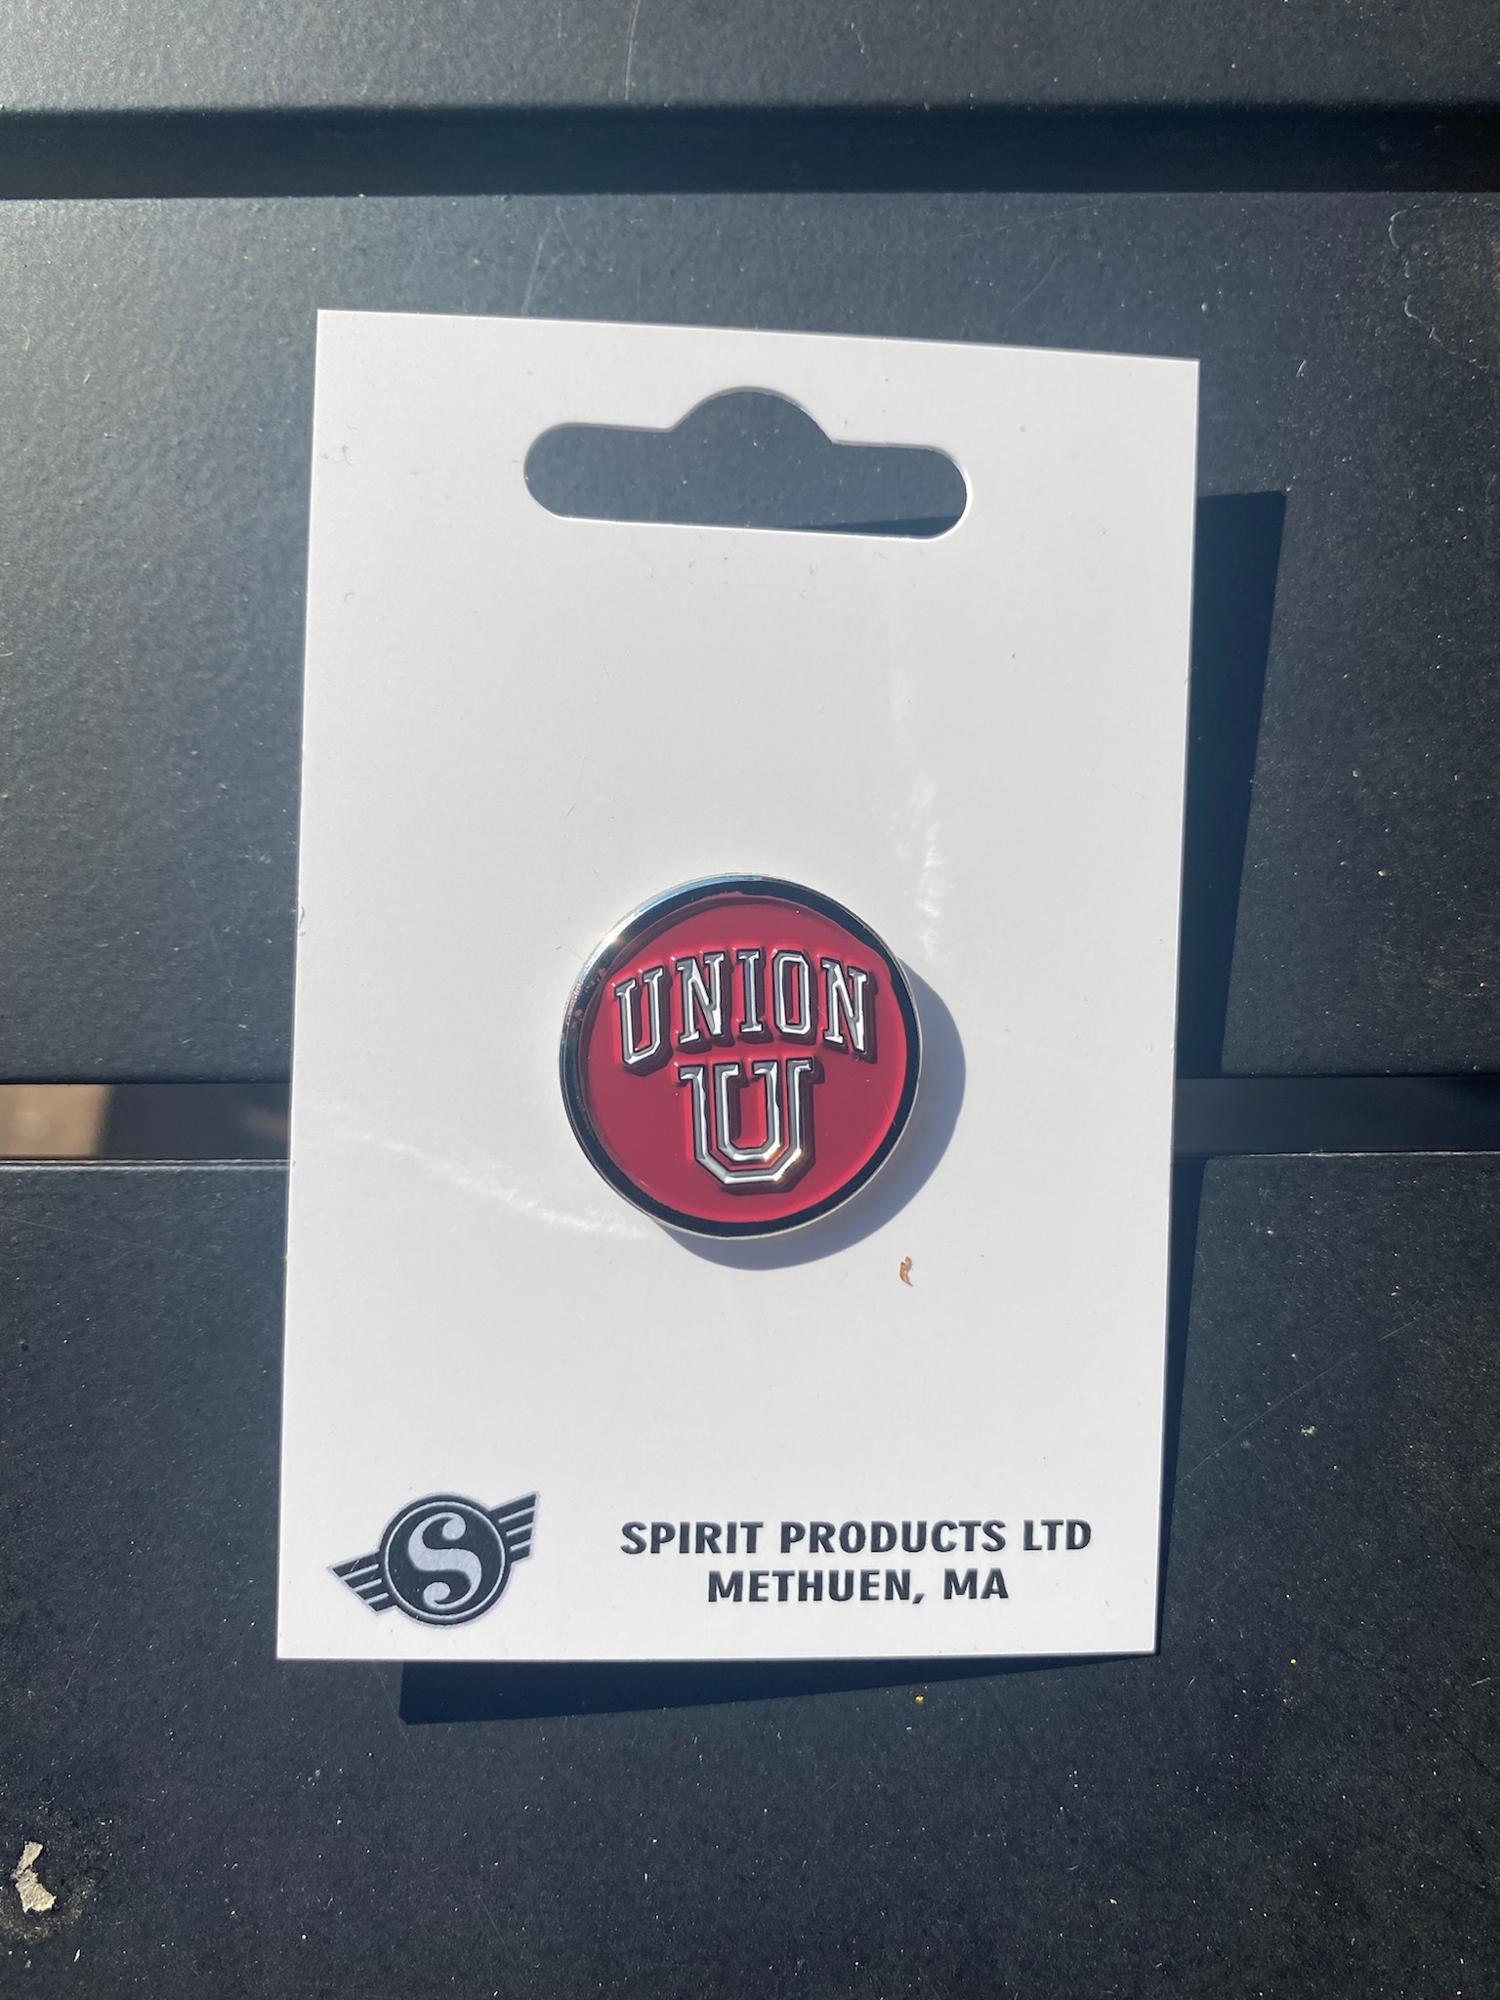 UNION
U
S
SPIRIT PRODUCTS LTD
METHUEN, MA